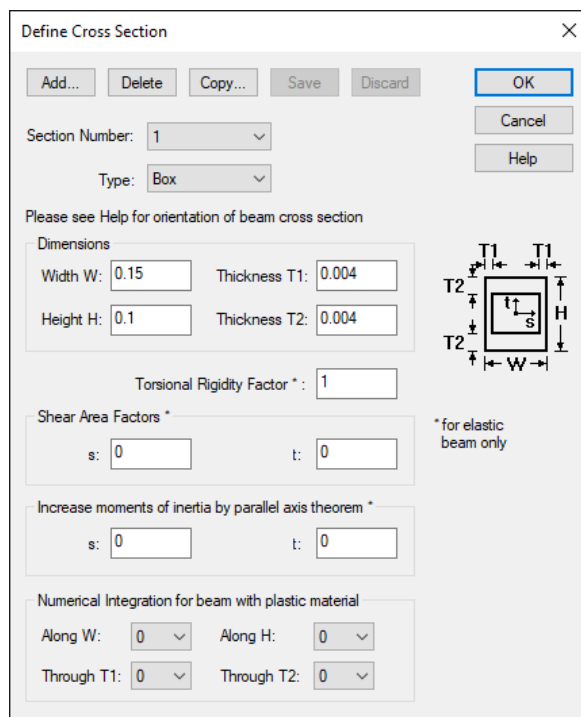 Define Cross Section
Add... Delete Copy... Save Discard OK
Cancel
Section Number: 1
Help
Type: Box
Please see Help for orientation of beam cross section
Dimensions
Width W: 0.15 Thickness T1: 0.004
Height H: 0.1 Thickness T2: 0.004
T1 T1
T2
t
H
s
T2
W
Torsional Rigidity Factor * : 1
Shear Area Factors *
s: 0 t: 0
* for elastic
beam only
Increase moments of inertia by parallel axis theorem *
s: 0 t: 0
Numerical Integration for beam with plastic material
Along W: 0 Along H: 0
Through T1: 0 Through T2: 0